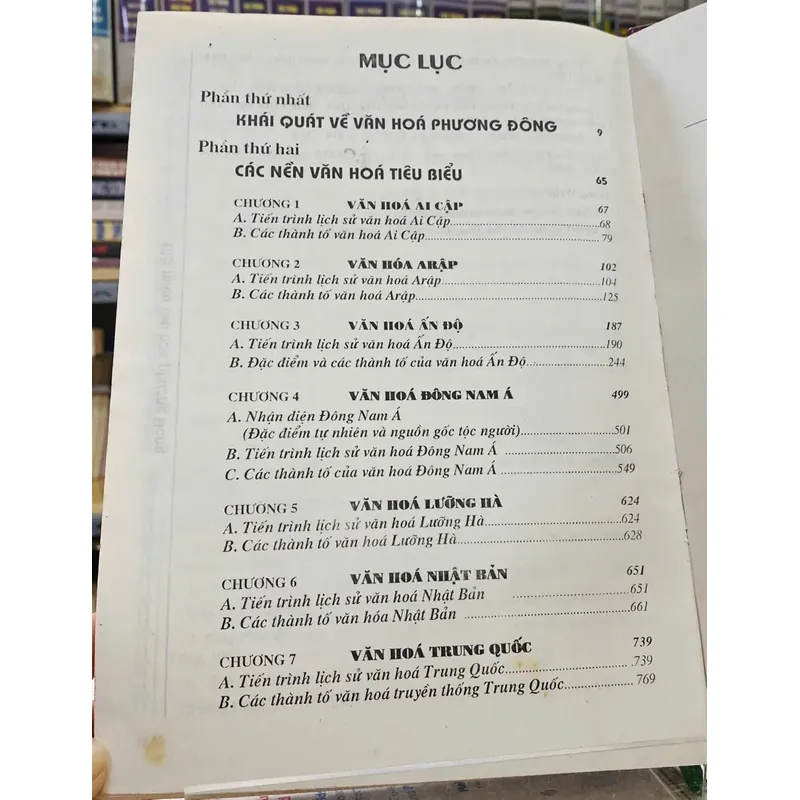 MỤC LỤC
Phần thứ nhất
KHÁI QUÁT VỀ VĂN HOÁ PHƯƠNG ĐÔNG 9
Phần thứ hai
CÁC NỀN VĂN HOÁ TIÊU BIỂU 65
CHƯƠNG 1 VĂN HOÁ AI CẬP 67
A. Tiến trình lịch sử văn hoá Ai Cập 68
B. Các thành tố văn hoá Ai Cập 79
CHƯƠNG 2 VĂN HÓA ARẬP 102
A. Tiến trình lịch sử văn hoá Arập 104
B. Các thành tố văn hoá Arập 125
CHƯƠNG 3 VĂN HOÁ ẤN ĐỘ 187
A. Tiến trình lịch sử văn hoá Ấn Độ 190
B. Đặc điểm và các thành tố của văn hoá Ấn Độ 244
CHƯƠNG 4 VĂN HOÁ ĐÔNG NAM Á 499
A. Nhận diện Đông Nam Á
(Đặc điểm tự nhiên và nguồn gốc tộc người) 501
B. Tiến trình lịch sử văn hoá Đông Nam Á 506
C. Các thành tố của văn hoá Đông Nam Á 549
CHƯƠNG 5 VĂN HOÁ LƯỠNG HÀ 624
A. Tiến trình lịch sử văn hoá Lưỡng Hà 624
B. Các thành tố văn hoá Lưỡng Hà 628
CHƯƠNG 6 VĂN HOÁ NHẬT BẢN 651
A. Tiến trình lịch sử văn hoá Nhật Bản 651
B. Các thành tố văn hóa Nhật Bản 661
CHƯƠNG 7 VĂN HOÁ TRUNG QUỐC 739
A. Tiến trình lịch sử văn hoá Trung Quốc 739
B. Các thành tố văn hoá truyền thống Trung Quốc 769